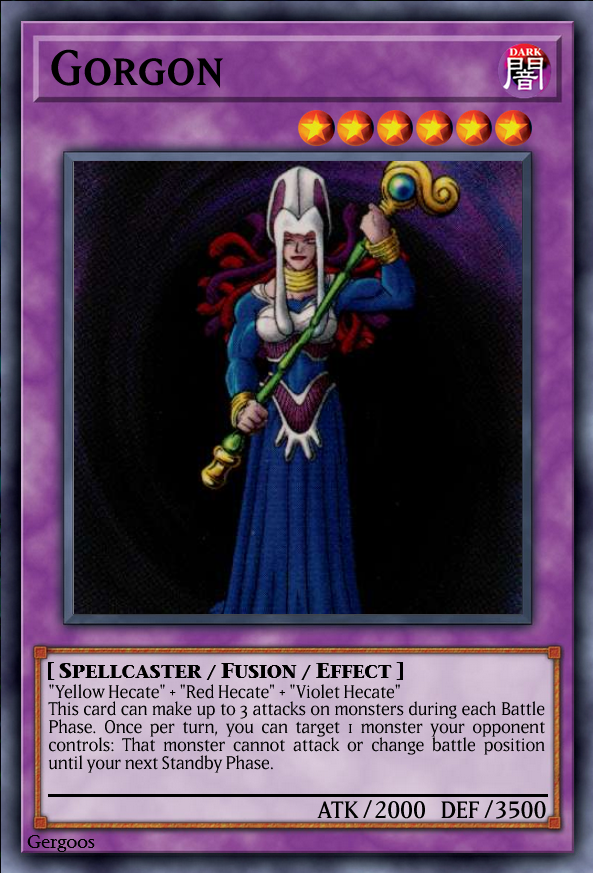 Gorgon
DARK
闇
[ Spellcaster / Fusion / Effect ]
"Yellow Hecate" + "Red Hecate" + "Violet Hecate"
This card can make up to 3 attacks on monsters during each Battle
Phase. Once per turn, you can target 1 monster your opponent
controls: That monster cannot attack or change battle position
until your next Standby Phase.
ATK / 2000 DEF / 3500
Gergoos